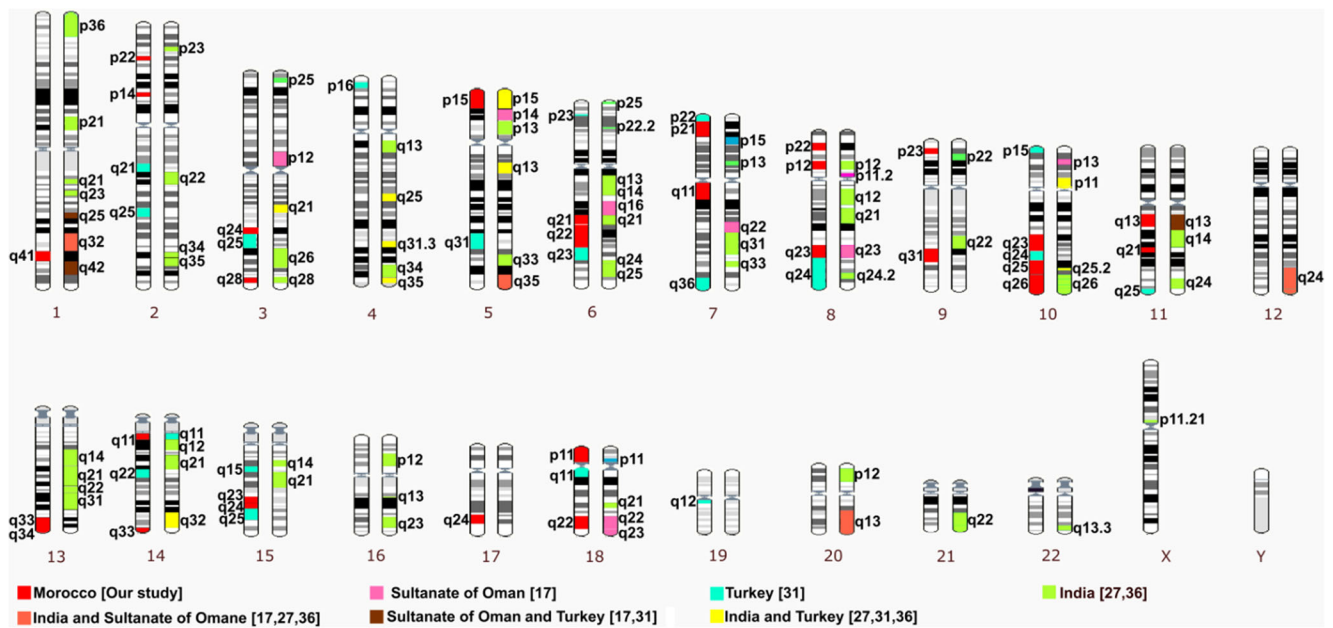 p36
p21
q21
q23
q25
q32
q41
q42
1
p22
p23
p14
q21
q22
q25
q34
q35
2
p25
p12
q21
q24
q25
q26
q28
q28
3
p16
q13
q25
q31.3
q34
q35
4
p15
p15
p14
p13
q13
q31
q33
q35
5
p25
p23
p22.2
q13
q14
q16
q21
q21
q22
q23
q24
q25
6
p22
p21
p15
p13
q11
q22
q31
q33
q36
7
p22
p12
p12
p11.2
q12
q21
q23
q23
q24
q24.2
8
p23
p22
q22
q31
9
p15
p13
p11
q23
q24
q25
q25.2
q26
q26
10
q13
q13
q14
q21
q24
q25
11
q24
12
q14
q21
q22
q31
q33
q34
13
q11
q11
q12
q21
q22
q32
q33
14
q15
q14
q21
q23
q24
q25
15
p12
q13
q23
16
q24
17
p11
p11
q11
q21
q22
q22
q23
18
q12
19
p12
q13
20
q22
21
q13.3
22
p11.21
X
Y
Morocco [Our study]
Sultanate of Oman [17]
Turkey [31]
India [27,36]
India and Sultanate of Omane [17,27,36]
Sultanate of Oman and Turkey [17,31]
India and Turkey [27,31,36]